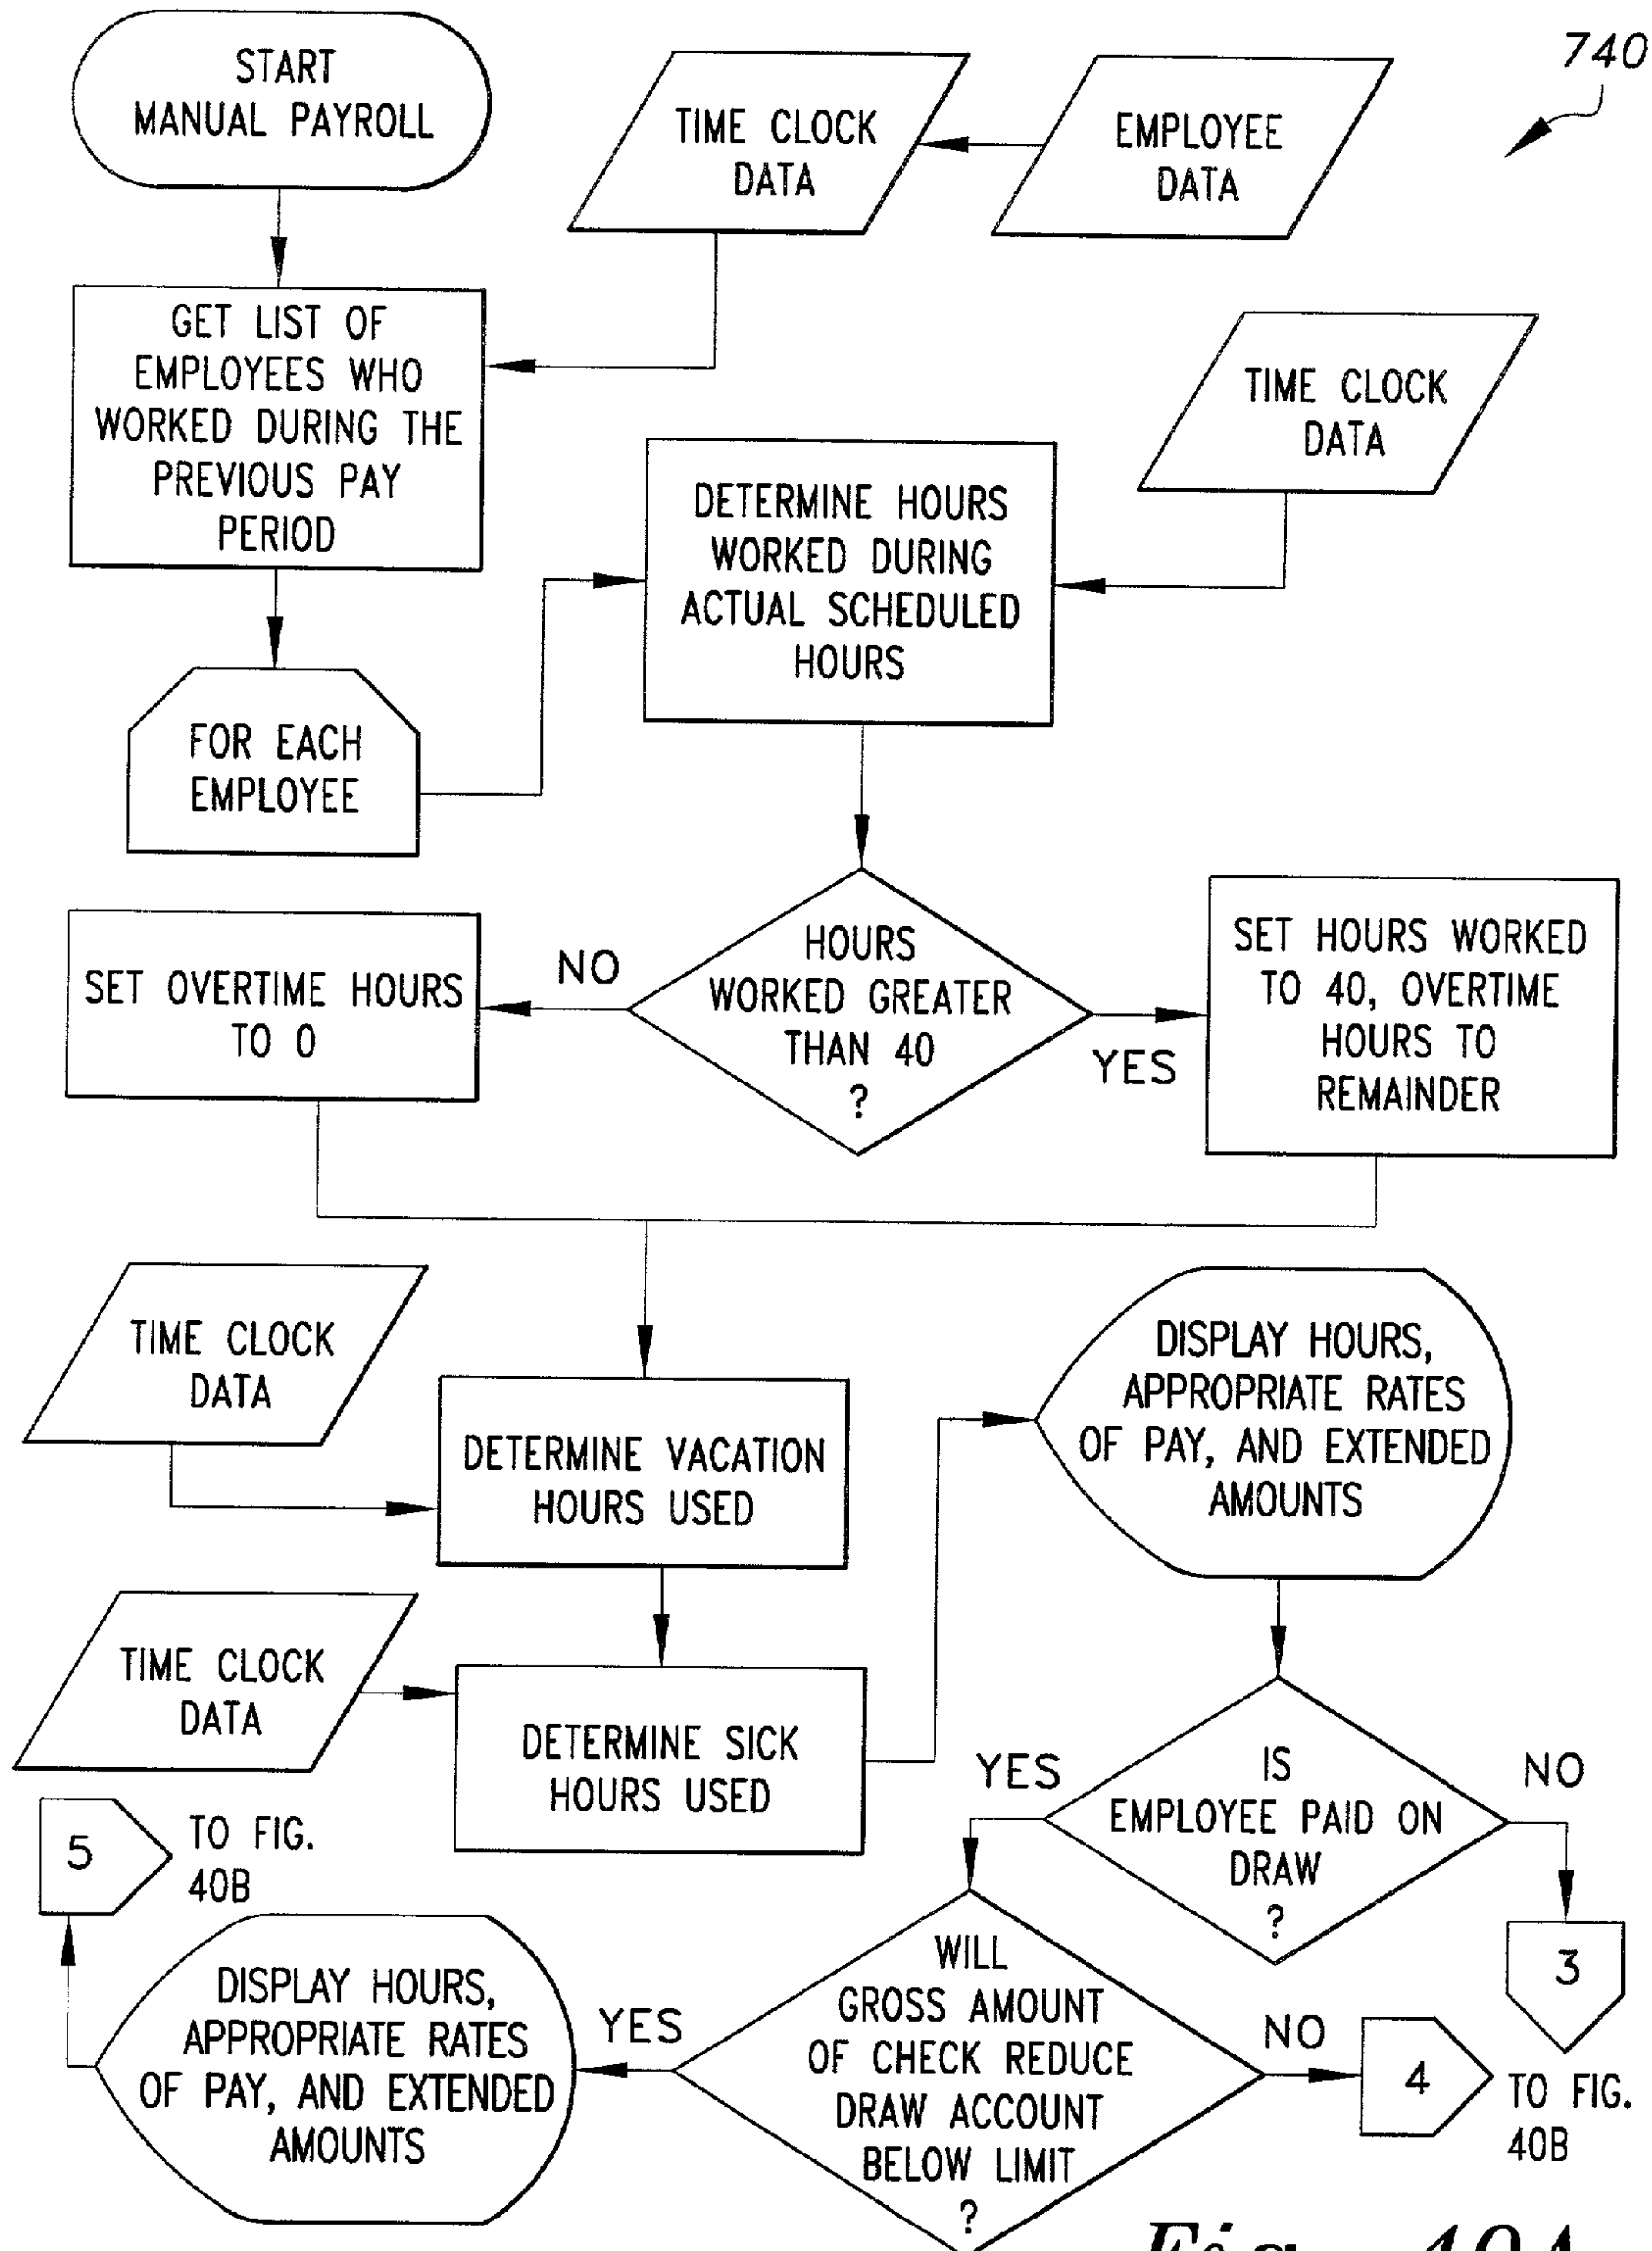 START
MANUAL PAYROLL
TIME CLOCK
DATA
EMPLOYEE
DATA
740
GET LIST OF
EMPLOYEES WHO
WORKED DURING THE
PREVIOUS PAY
PERIOD
TIME CLOCK
DATA
DETERMINE HOURS
WORKED DURING
ACTUAL SCHEDULED
HOURS
FOR EACH
EMPLOYEE
SET OVERTIME HOURS
TO 0
NO
HOURS
WORKED GREATER
THAN 40
?
YES
SET HOURS WORKED
TO 40, OVERTIME
HOURS TO
REMAINDER
TIME CLOCK
DATA
DETERMINE VACATION
HOURS USED
DISPLAY HOURS,
APPROPRIATE RATES
OF PAY, AND EXTENDED
AMOUNTS
TIME CLOCK
DATA
DETERMINE SICK
HOURS USED
YES
IS
EMPLOYEE PAID ON
DRAW
?
NO
3
5
TO FIG.
40B
DISPLAY HOURS,
APPROPRIATE RATES
OF PAY, AND EXTENDED
AMOUNTS
YES
WILL
GROSS AMOUNT
OF CHECK REDUCE
DRAW ACCOUNT
BELOW LIMIT
?
NO
4
TO FIG.
40B
Fig. 40A